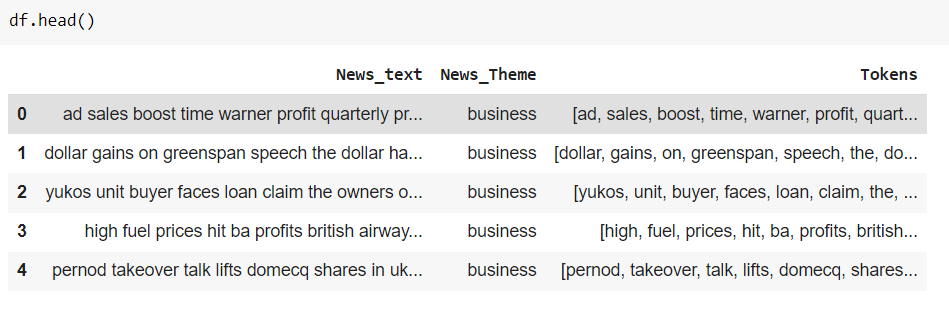 df.head()
News_text News_Theme Tokens
0 ad sales boost time warner profit quarterly pr... business [ad, sales, boost, time, warner, profit, quart...
1 dollar gains on greenspan speech the dollar ha... business [dollar, gains, on, greenspan, speech, the, do...
2 yukos unit buyer faces loan claim the owners o... business [yukos, unit, buyer, faces, loan, claim, the, ...
3 high fuel prices hit ba profits british airway... business [high, fuel, prices, hit, ba, profits, british...
4 pernod takeover talk lifts domecq shares in uk... business [pernod, takeover, talk, lifts, domecq, shares...